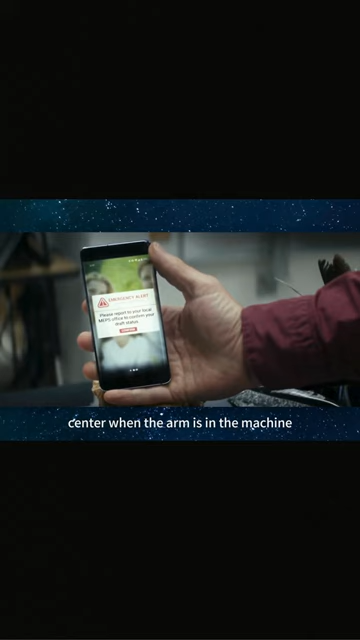 EMERGENCY ALERT
Please report to your local
MEPS office to confirm your
draft status.
center when the arm is in the machine